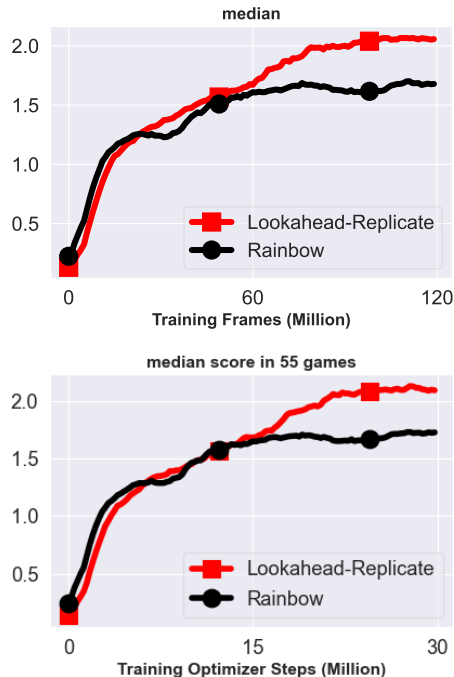 median
2.0
1.5
1.0
0.5
Lookahead-Replicate
Rainbow
0 60 120
Training Frames (Million)
median score in 55 games
2.0
1.5
1.0
0.5
Lookahead-Replicate
Rainbow
0 15 30
Training Optimizer Steps (Million)